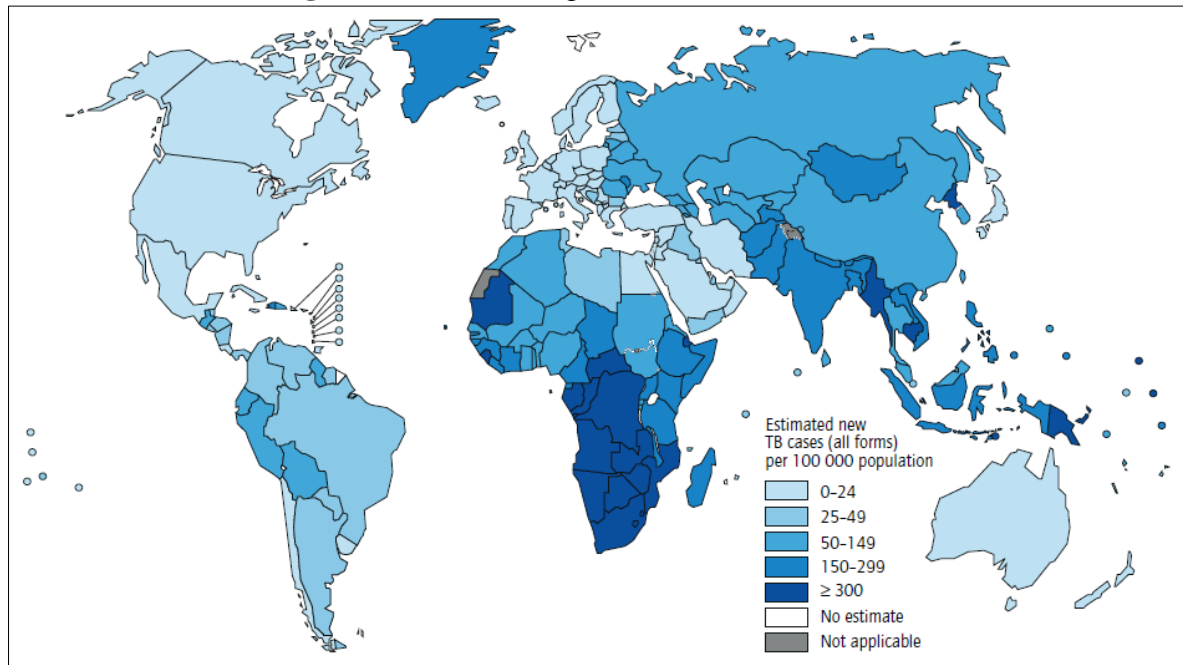 Estimated new
TB cases (all forms)
per 100 000 population
0–24
25–49
50–149
150–299
≥ 300
No estimate
Not applicable